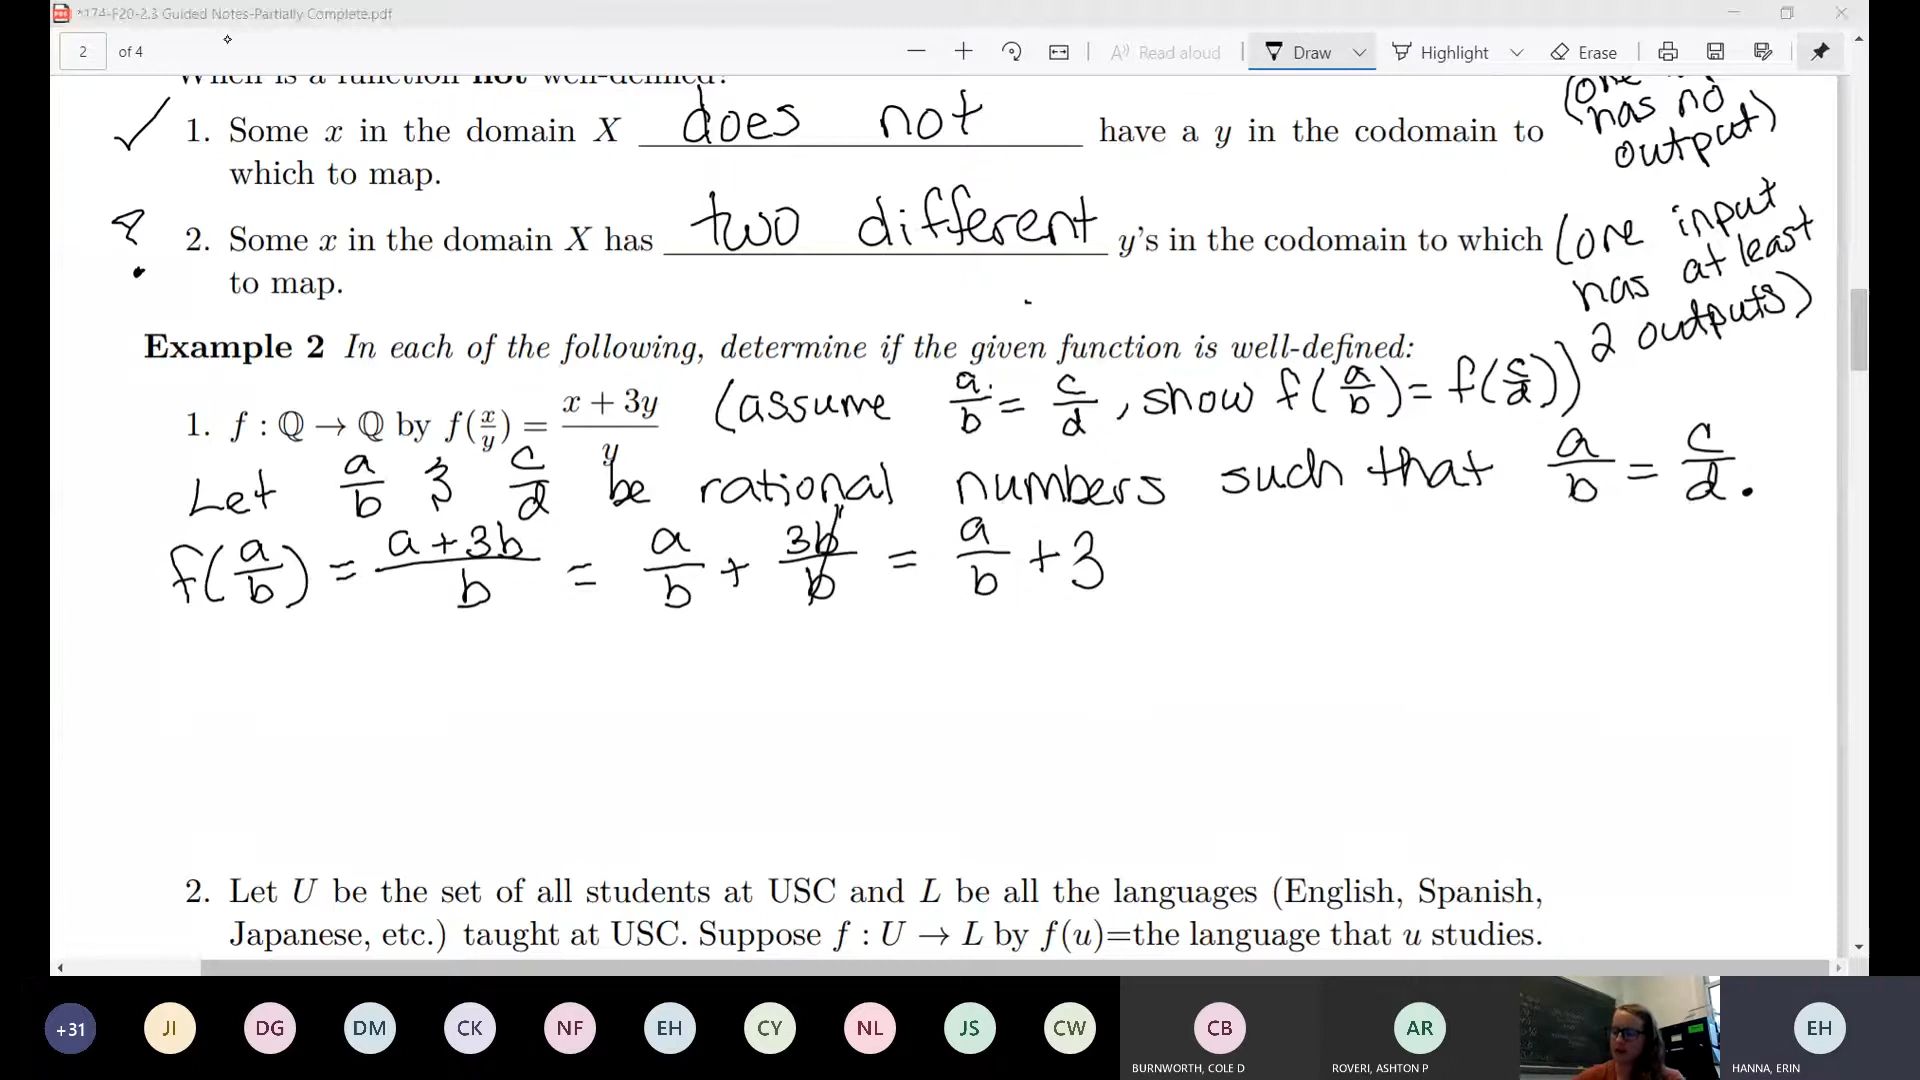 *174-F20-2.3 Guided Notes-Partially Complete.pdf
2 of 4 Read aloud Draw Highlight Erase
When is a function not well-defined?
1. Some x in the domain X does not have a y in the codomain to
which to map.
(one
has no
output)
2. Some x in the domain X has two different y's in the codomain to which
to map.
(one input
has at least
2 outputs)
Example 2 In each of the following, determine if the given function is well-defined:
1. f : ℚ → ℚ by f(x/y) = (x + 3y)/y (assume a/b = c/d, show f(a/b) = f(c/d))
Let a/b & c/d be rational numbers such that a/b = c/d.
f(a/b) = (a+3b)/b = a/b + 3b/b = a/b + 3
2. Let U be the set of all students at USC and L be all the languages (English, Spanish,
Japanese, etc.) taught at USC. Suppose f : U → L by f(u)=the language that u studies.
+31 JI DG DM CK NF EH CY NL JS CW CB AR EH
BURNWORTH, COLE D ROVERI, ASHTON P HANNA, ERIN